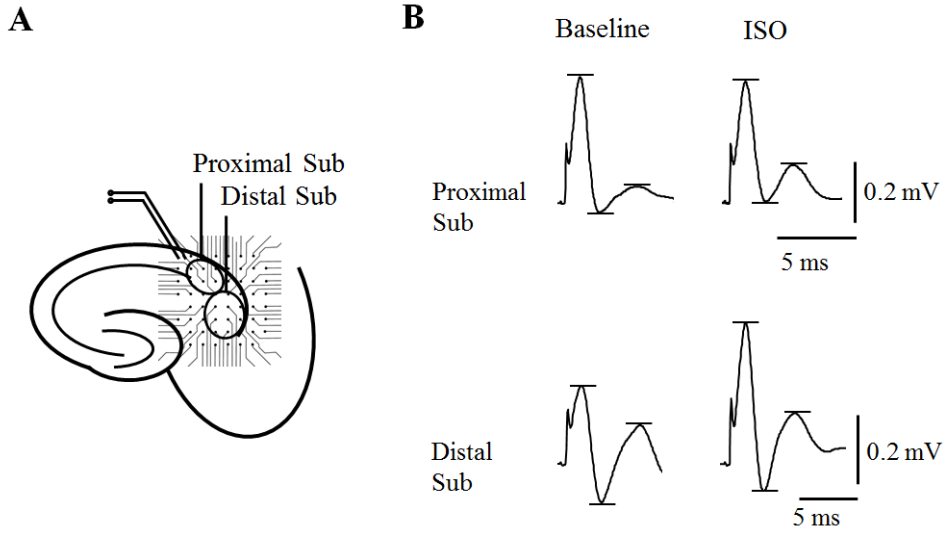 A
Proximal Sub
Distal Sub
B
Baseline
ISO
Proximal
Sub
0.2 mV
5 ms
Distal
Sub
0.2 mV
5 ms